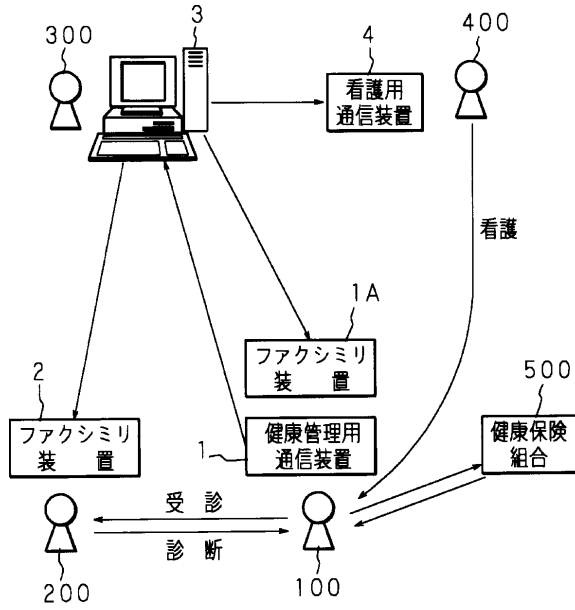 300
3
4
400
看護用
通信装置
看護
1A
ファクシミリ
装 置
2
ファクシミリ
装 置
1
健康管理用
通信装置
500
健康保険
組合
受 診
診 断
200
100